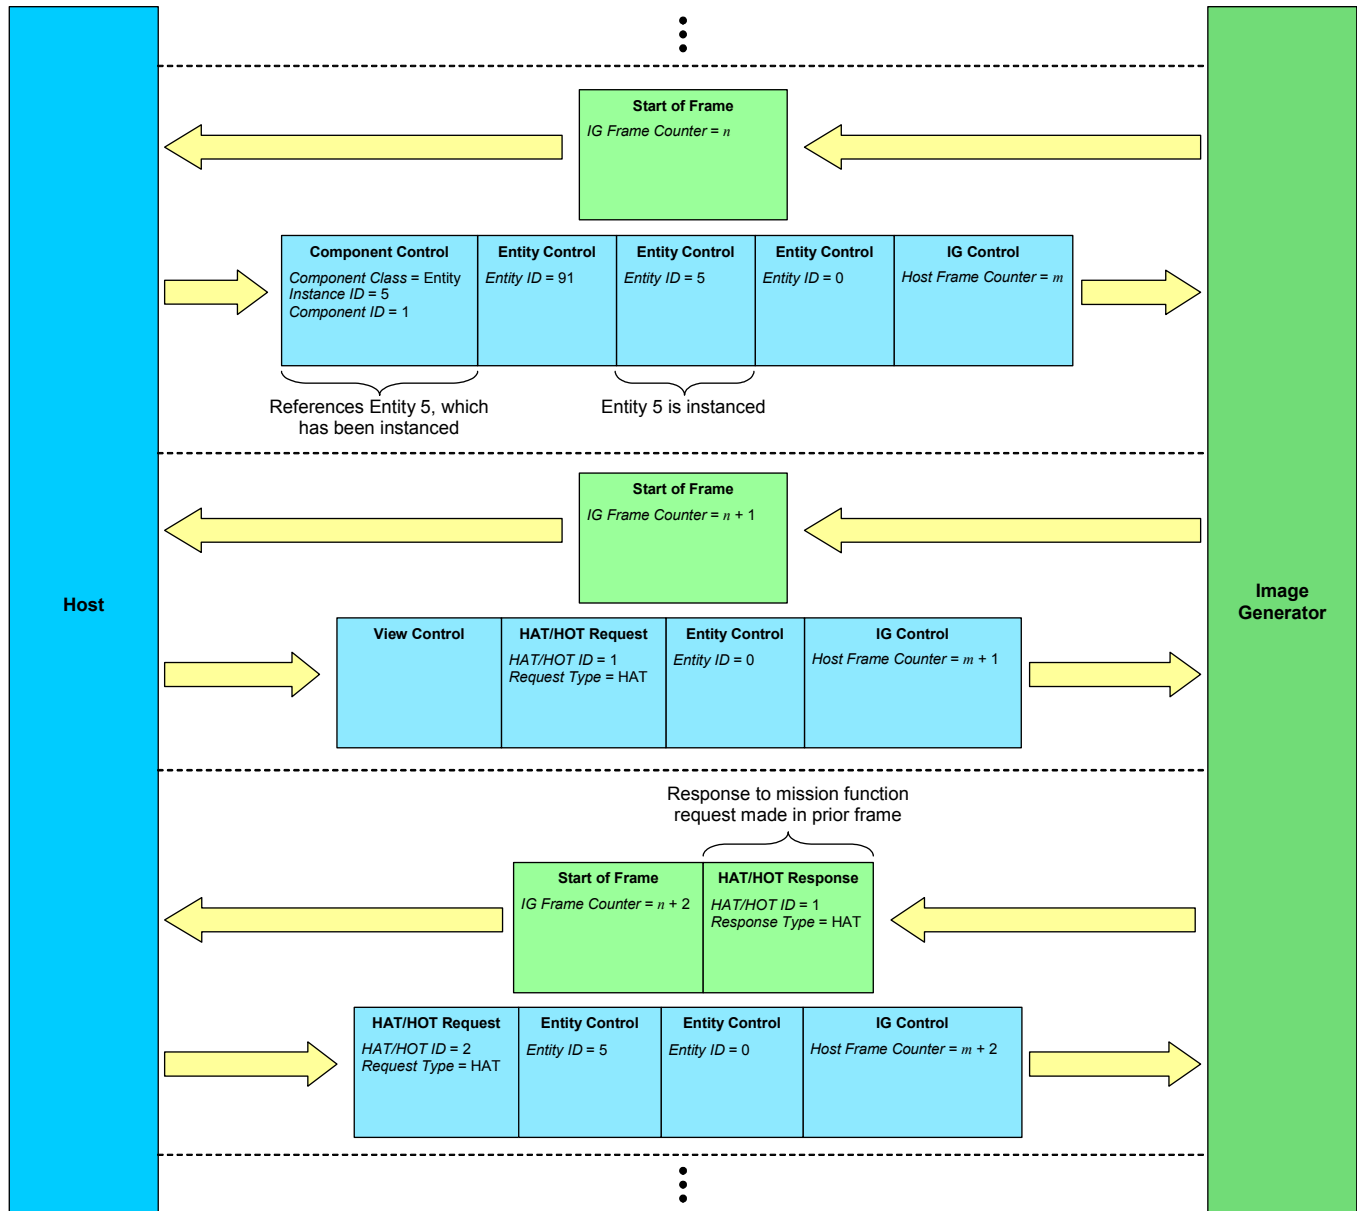 Host
Image
Generator
Start of Frame
IG Frame Counter = n
Component Control
Component Class = Entity
Instance ID = 5
Component ID = 1
Entity Control
Entity ID = 91
Entity Control
Entity ID = 5
Entity Control
Entity ID = 0
IG Control
Host Frame Counter = m
References Entity 5, which
has been instanced
Entity 5 is instanced
Start of Frame
IG Frame Counter = n + 1
View Control
HAT/HOT Request
HAT/HOT ID = 1
Request Type = HAT
Entity Control
Entity ID = 0
IG Control
Host Frame Counter = m + 1
Response to mission function
request made in prior frame
Start of Frame
IG Frame Counter = n + 2
HAT/HOT Response
HAT/HOT ID = 1
Response Type = HAT
HAT/HOT Request
HAT/HOT ID = 2
Request Type = HAT
Entity Control
Entity ID = 5
Entity Control
Entity ID = 0
IG Control
Host Frame Counter = m + 2